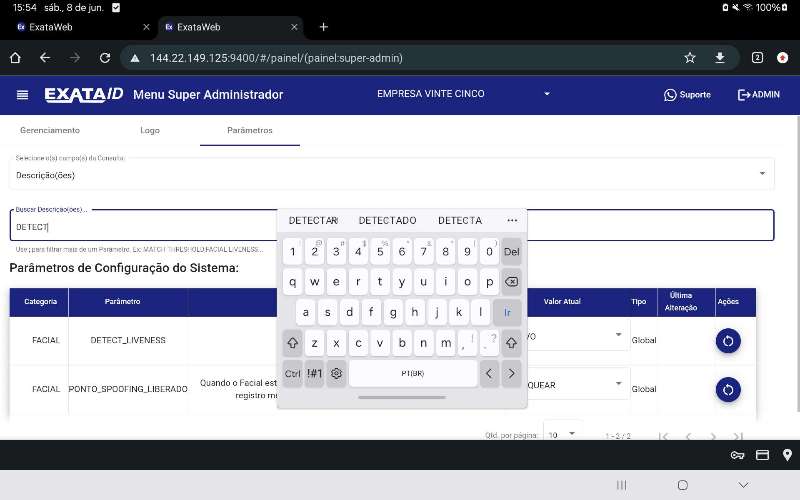 15:54 sáb., 8 de jun.
100%
Ex ExataWeb
Ex ExataWeb
144.22.149.125:9400/#/painel/(painel:super-admin)
2
EXATA ID Menu Super Administrador
EMPRESA VINTE CINCO
Suporte
ADMIN
Gerenciamento
Logo
Parâmetros
Selecione o(s) campo(s) da Consulta
Descrição(ões)
Buscar Descrição(ões)...
DETECT
Use ; para filtrar mais de um Parâmetro. Ex: MATCH THRESHOLD;FACIAL LIVENESS...
Parâmetros de Configuração do Sistema:
Categoria
Parâmetro
Valor Atual
Tipo
Última
Alteração
Ações
FACIAL
DETECT_LIVENESS
VO
Global
FACIAL
PONTO_SPOOFING_LIBERADO
Quando o Facial est
registro m
QUEAR
Global
Qtd. por página: 10
1 - 2 / 2
DETECTAR
DETECTADO
DETECTA
...
1 2 3 4 5 6 7 8 9 0 Del
q w e r t y u i o p
a s d f g h j k l Ir
z x c v b n m , ! . ?
Ctrl !#1 PT(BR) < >